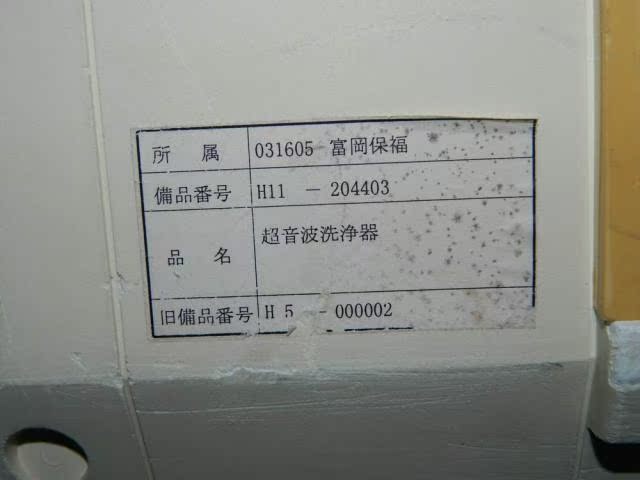 所 属 031605 富岡保福
備品番号 H11 - 204403
品 名 超音波洗浄器
旧備品番号 H 5 - 000002